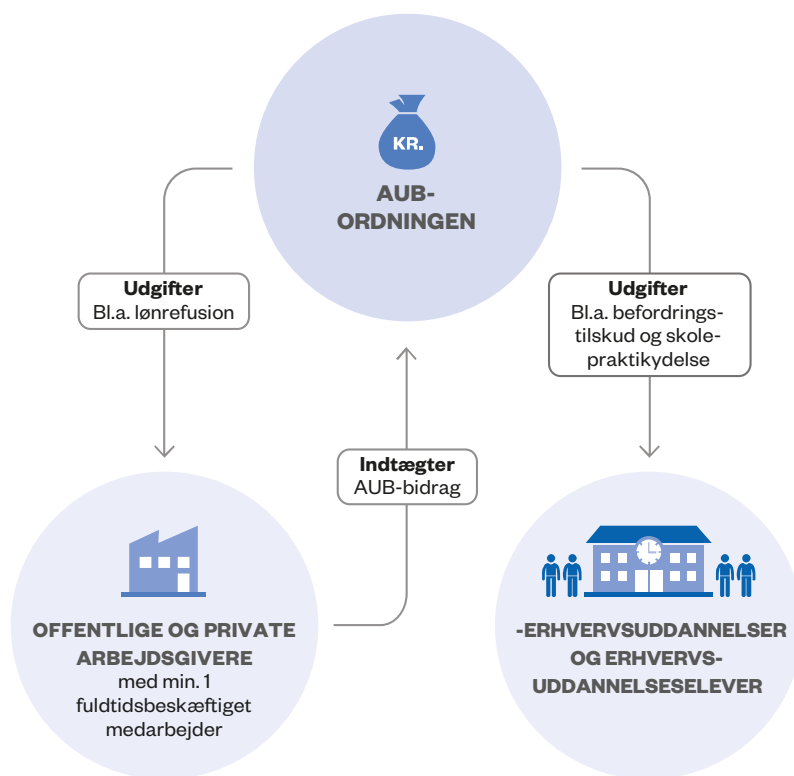 KR.
AUB-
ORDNINGEN
Udgifter
Bl.a. lønrefusion
Udgifter
Bl.a. befordrings-
tilskud og skole-
praktikydelse
Indtægter
AUB-bidrag
OFFENTLIGE OG PRIVATE
ARBEJDSGIVERE
med min. 1
fuldtidsbeskæftiget
medarbejder
-ERHVERVSUDDANNELSER
OG ERHVERVS-
UDDANNELSESELEVER